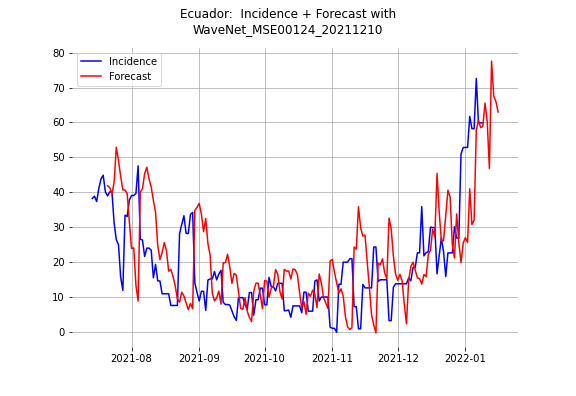 Ecuador:  Incidence + Forecast with
WaveNet_MSE00124_20211210
Incidence
Forecast
80
70
60
50
40
30
20
10
0
2021-08 2021-09 2021-10 2021-11 2021-12 2022-01